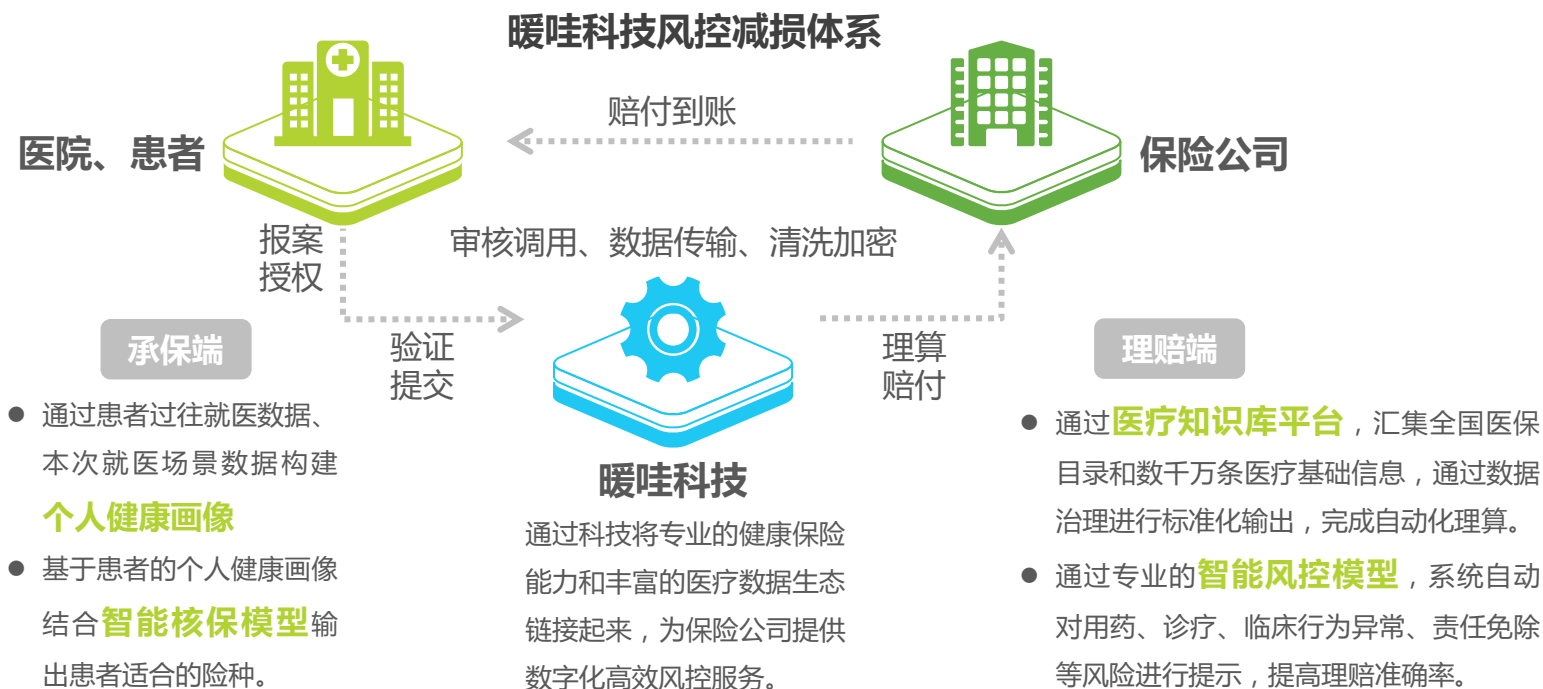 暖哇科技风控减损体系
赔付到账
医院、患者
保险公司
报案
授权
审核调用、数据传输、清洗加密
验证
提交
理算
赔付
承保端
● 通过患者过往就医数据、
本次就医场景数据构建
个人健康画像
● 基于患者的个人健康画像
结合智能核保模型输
出患者适合的险种。
暖哇科技
通过科技将专业的健康保险
能力和丰富的医疗数据生态
链接起来，为保险公司提供
数字化高效风控服务。
理赔端
● 通过医疗知识库平台，汇集全国医保
目录和数千万条医疗基础信息，通过数据
治理进行标准化输出，完成自动化理算。
● 通过专业的智能风控模型，系统自动
对用药、诊疗、临床行为异常、责任免除
等风险进行提示，提高理赔准确率。